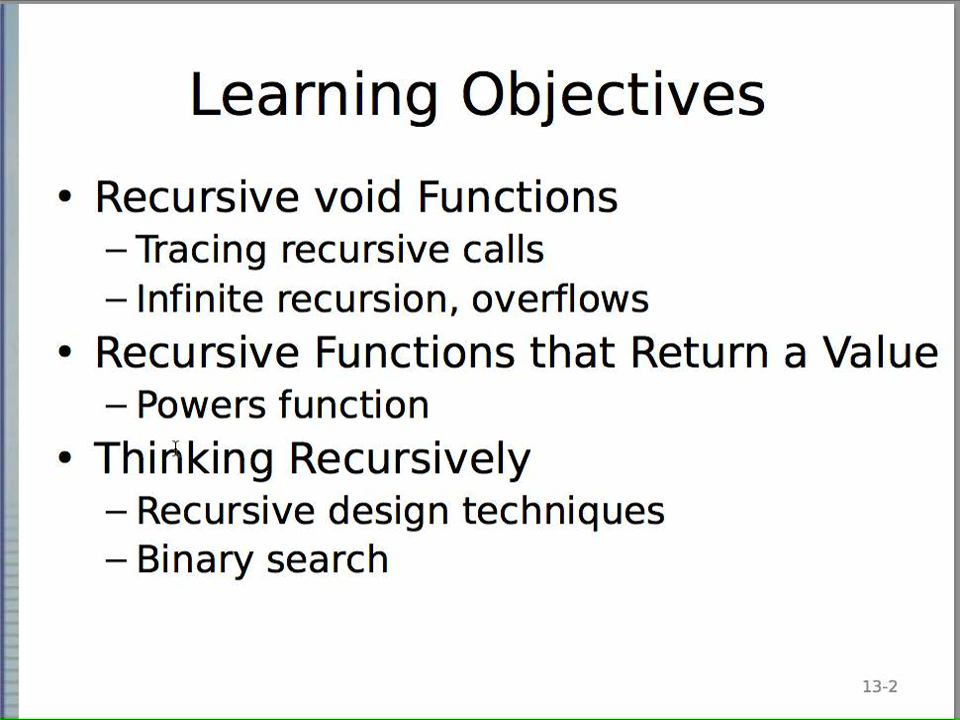 Learning Objectives
• Recursive void Functions
– Tracing recursive calls
– Infinite recursion, overflows
• Recursive Functions that Return a Value
– Powers function
• Thinking Recursively
– Recursive design techniques
– Binary search
13-2